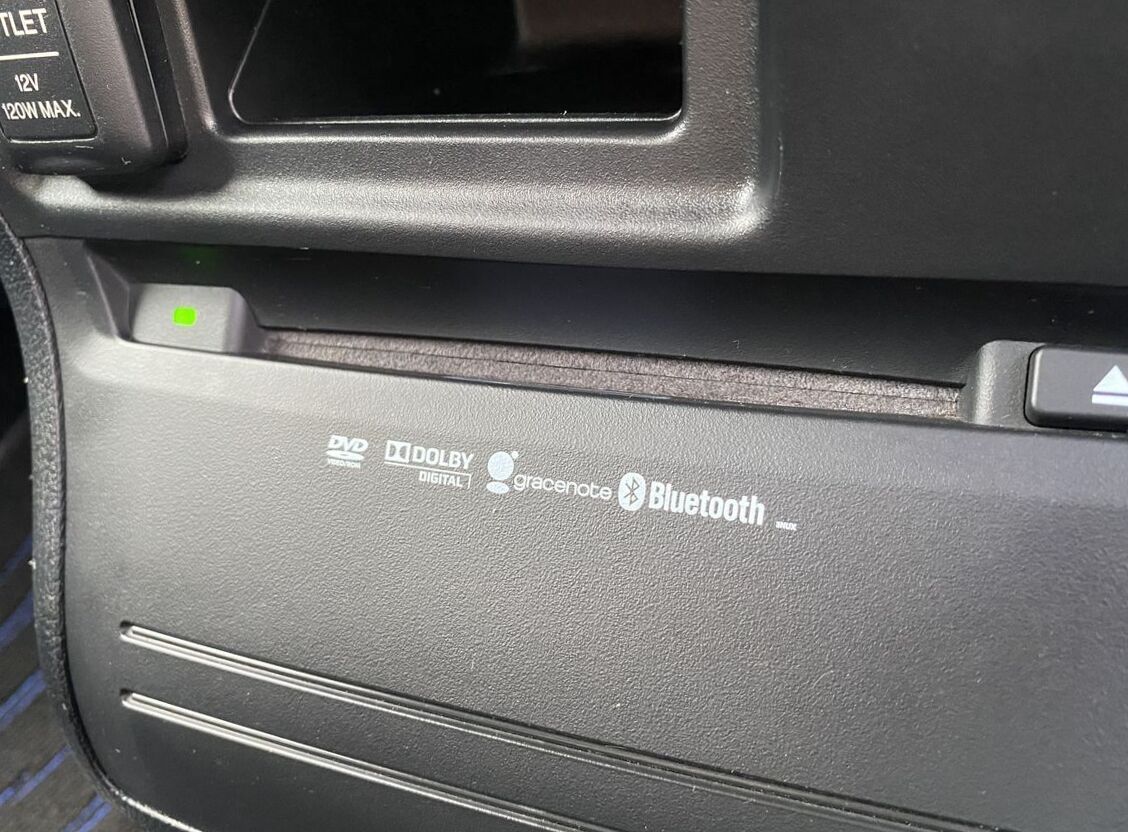 TLET
12V
120W MAX.
DVD
DOLBY
DIGITAL
gracenote
Bluetooth